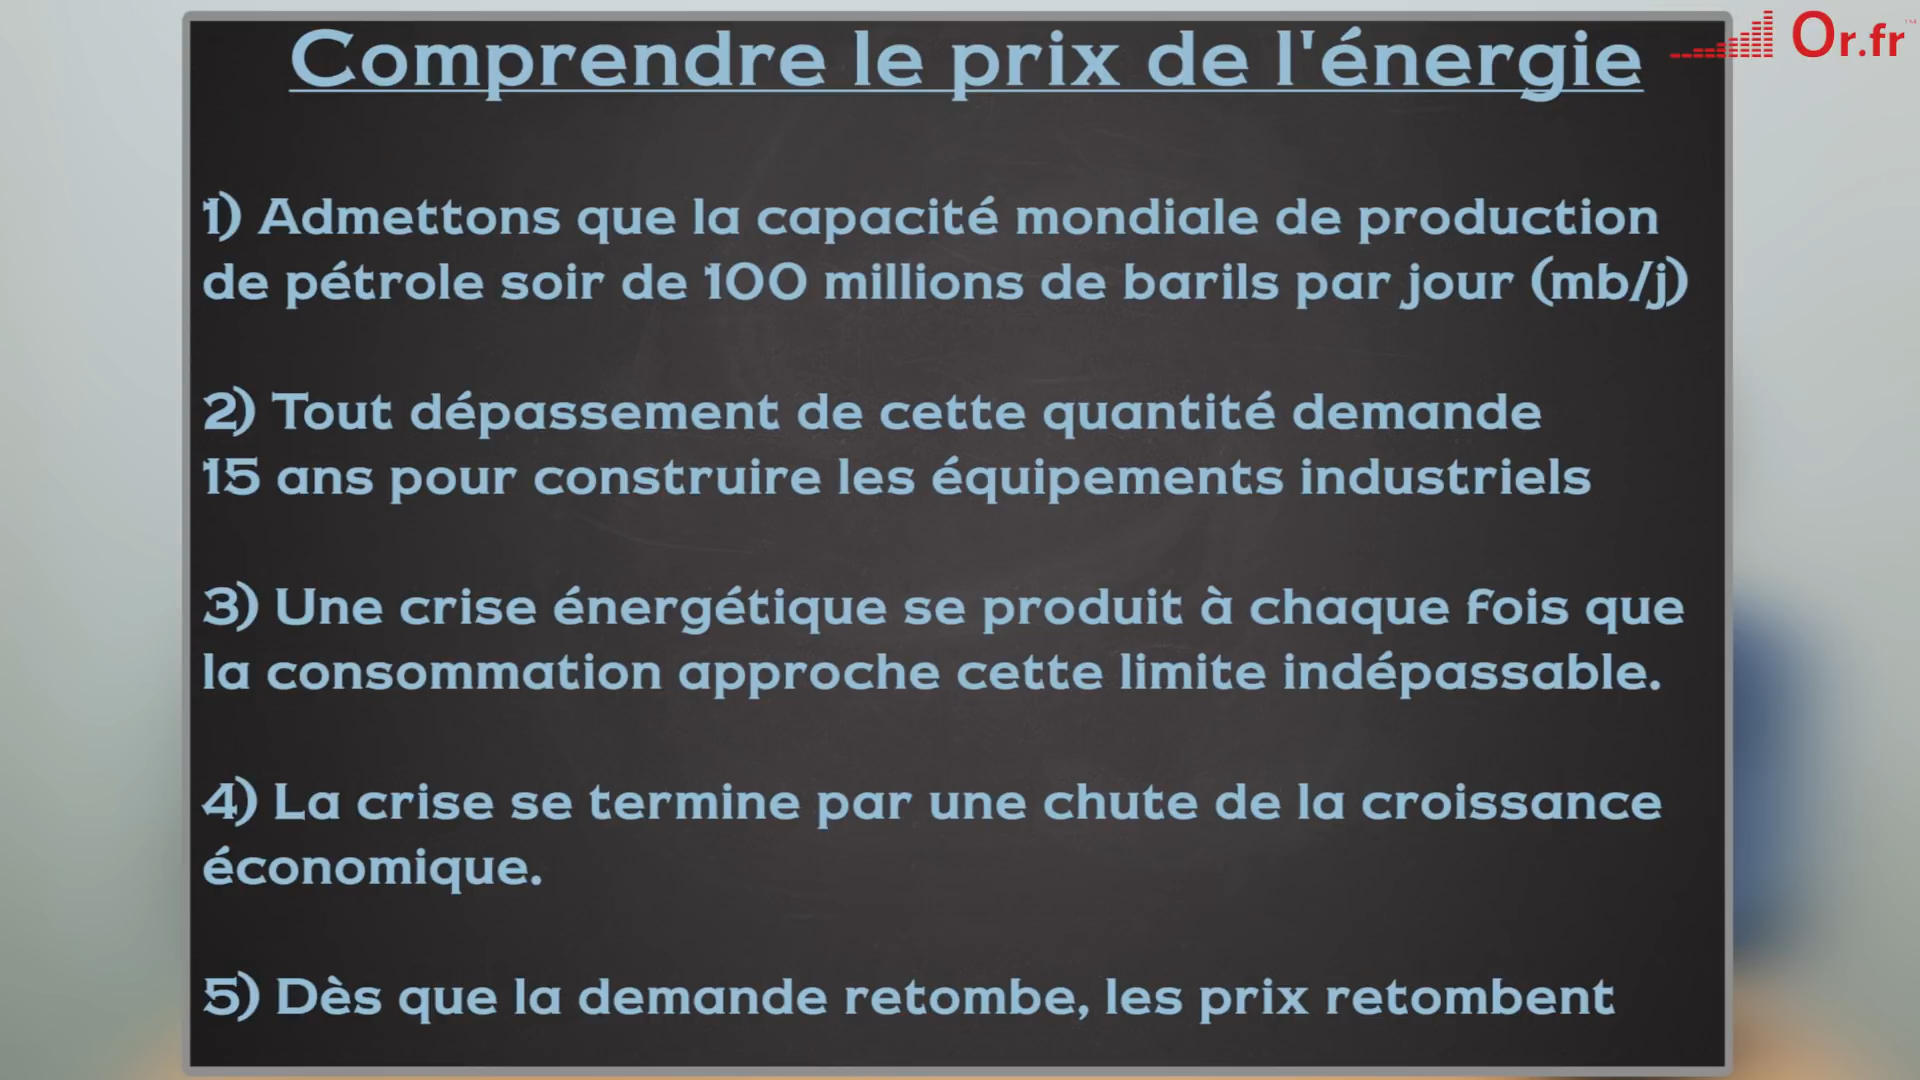 Comprendre le prix de l'énergie
Or.fr
1) Admettons que la capacité mondiale de production
de pétrole soir de 100 millions de barils par jour (mb/j)
2) Tout dépassement de cette quantité demande
15 ans pour construire les équipements industriels
3) Une crise énergétique se produit à chaque fois que
la consommation approche cette limite indépassable.
4) La crise se termine par une chute de la croissance
économique.
5) Dès que la demande retombe, les prix retombent